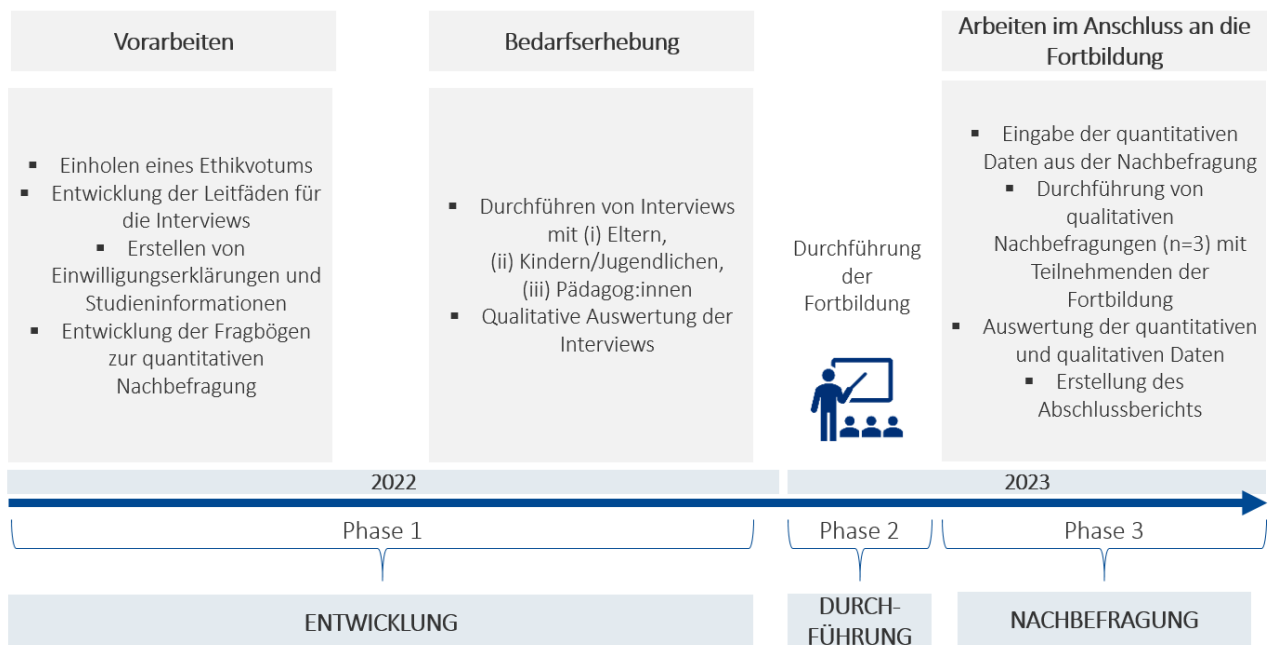 Vorarbeiten
▪ Einholen eines Ethikvotums
▪ Entwicklung der Leitfäden für
die Interviews
▪ Erstellen von
Einwilligungserklärungen und
Studieninformationen
▪ Entwicklung der Fragbögen
zur quantitativen
Nachbefragung
Bedarfserhebung
▪ Durchführen von Interviews
mit (i) Eltern,
(ii) Kindern/Jugendlichen,
(iii) Pädagog:innen
▪ Qualitative Auswertung der
Interviews
Durchführung
der
Fortbildung
Arbeiten im Anschluss an die
Fortbildung
▪ Eingabe der quantitativen
Daten aus der Nachbefragung
▪ Durchführung von
qualitativen
Nachbefragungen (n=3) mit
Teilnehmenden der
Fortbildung
▪ Auswertung der quantitativen
und qualitativen Daten
▪ Erstellung des
Abschlussberichts
2022
2023
Phase 1
Phase 2
Phase 3
ENTWICKLUNG
DURCH-
FÜHRUNG
NACHBEFRAGUNG